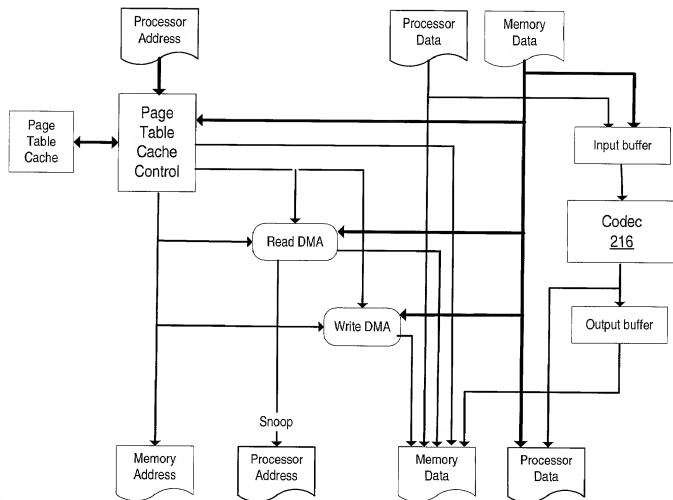 Processor
Address
Processor
Data
Memory
Data
Page
Table
Cache
Page
Table
Cache
Control
Input buffer
Codec
216
Read DMA
Write DMA
Output buffer
Snoop
Memory
Address
Processor
Address
Memory
Data
Processor
Data